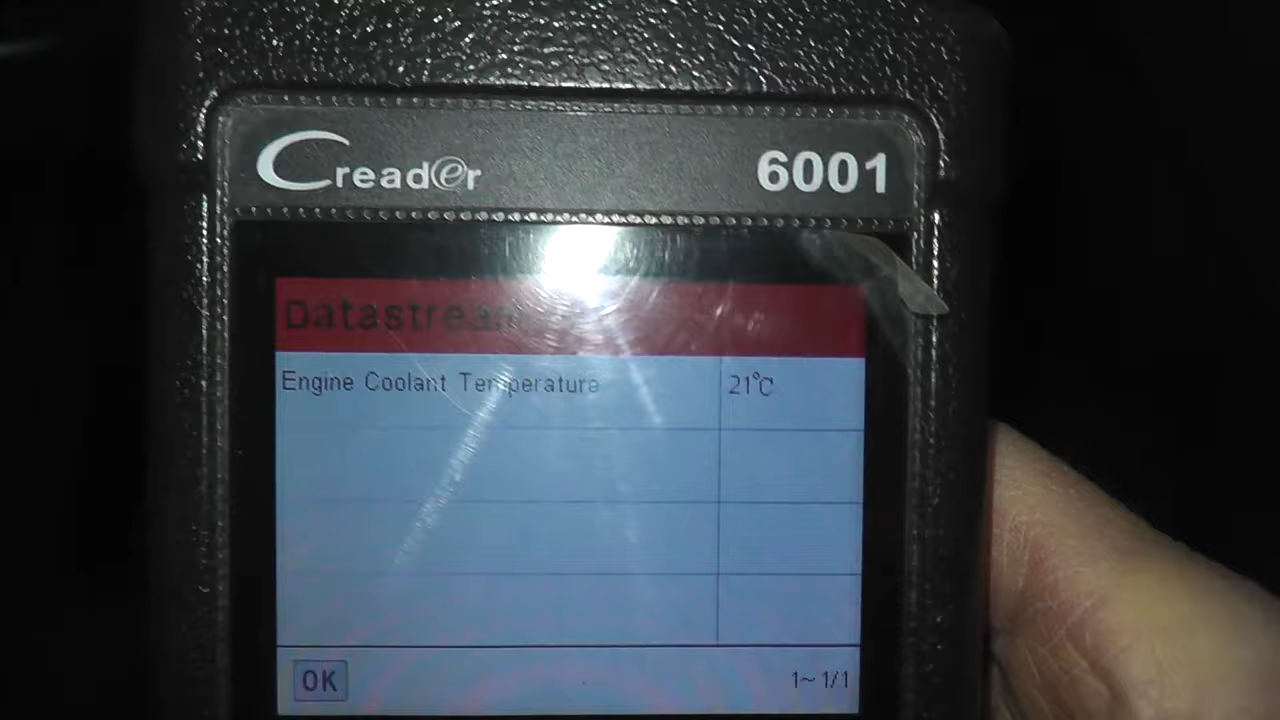 Creader
6001
Datastream
Engine Coolant Temperature
21°C
OK
1~1/1